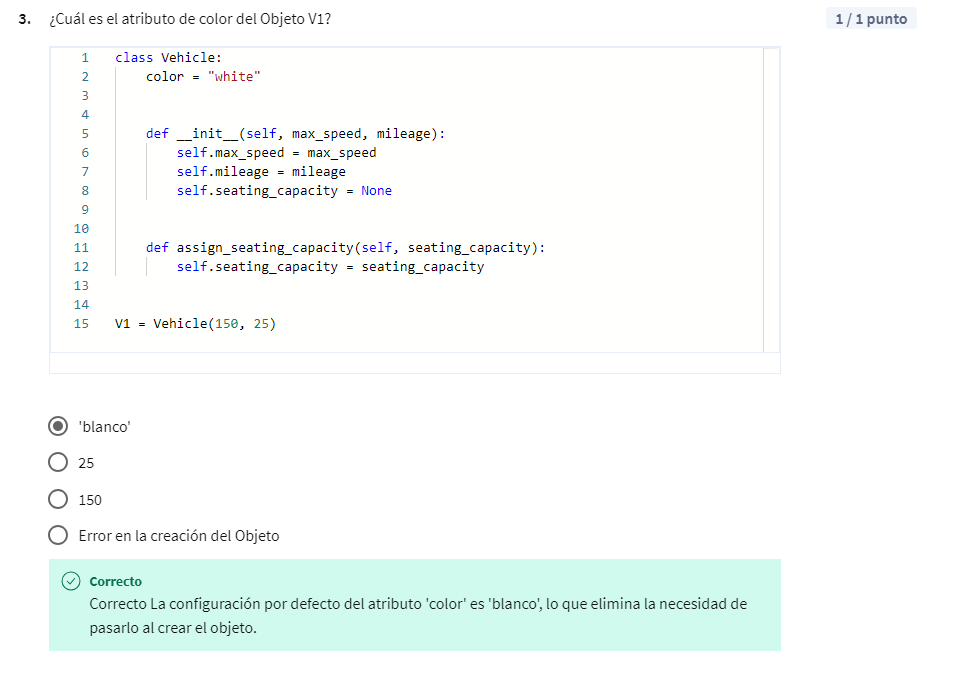 3. ¿Cuál es el atributo de color del Objeto V1?
1 / 1 punto
1 class Vehicle:
2     color = "white"
3
4
5     def __init__(self, max_speed, mileage):
6         self.max_speed = max_speed
7         self.mileage = mileage
8         self.seating_capacity = None
9
10
11     def assign_seating_capacity(self, seating_capacity):
12         self.seating_capacity = seating_capacity
13
14
15 V1 = Vehicle(150, 25)
'blanco'
25
150
Error en la creación del Objeto
Correcto
Correcto La configuración por defecto del atributo 'color' es 'blanco', lo que elimina la necesidad de
pasarlo al crear el objeto.